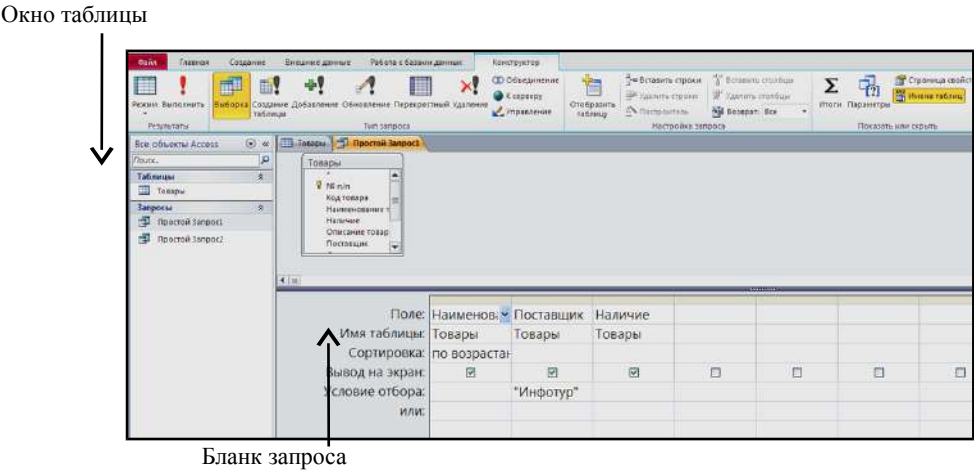 Окно таблицы
Файл Главная Создание Внешние данные Работа с базами данных Конструктор
Режим Выполнить Выборка Создание таблицы Добавление Обновление Перекрестный Удаление
Объединение
К серверу
Управление
Отобразить таблицу
Вставить строки
Удалить строки
Построитель
Вставить столбцы
Удалить столбцы
Возврат: Все
Итоги Параметры
Страница свойст
Имена таблиц
Результаты Тип запроса Настройка запроса Показать или скрыть
Все объекты Access
Поиск...
Таблицы
Товары
Запросы
Простой Запрос1
Простой Запрос2
Товары Простой Запрос1
Товары
*
№ п/п
Код товара
Наименование т
Наличие
Описание товар
Поставщик
Поле: Наименова Поставщик Наличие
Имя таблицы: Товары Товары Товары
Сортировка: по возрастан
Вывод на экран:
Условие отбора: "Инфотур"
или:
Бланк запроса